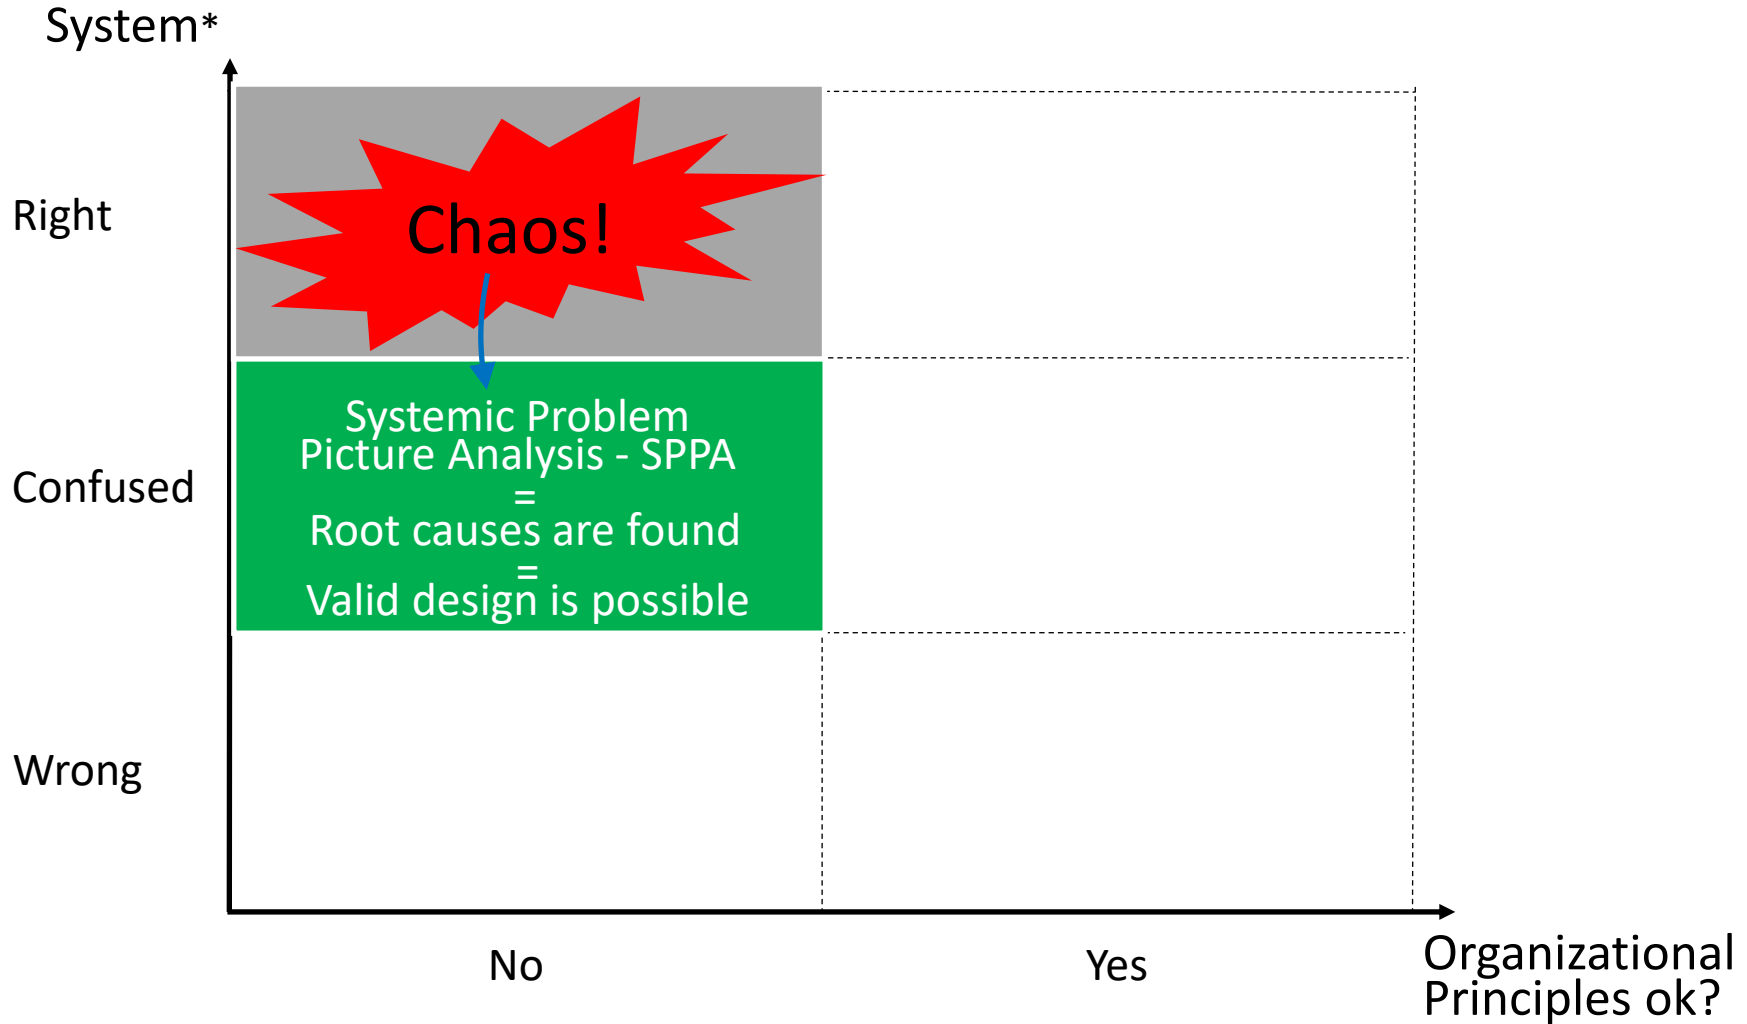 System*
Right
Chaos!
Confused
Systemic Problem
Picture Analysis - SPPA
=
Root causes are found
=
Valid design is possible
Wrong
No
Yes
Organizational
Principles ok?